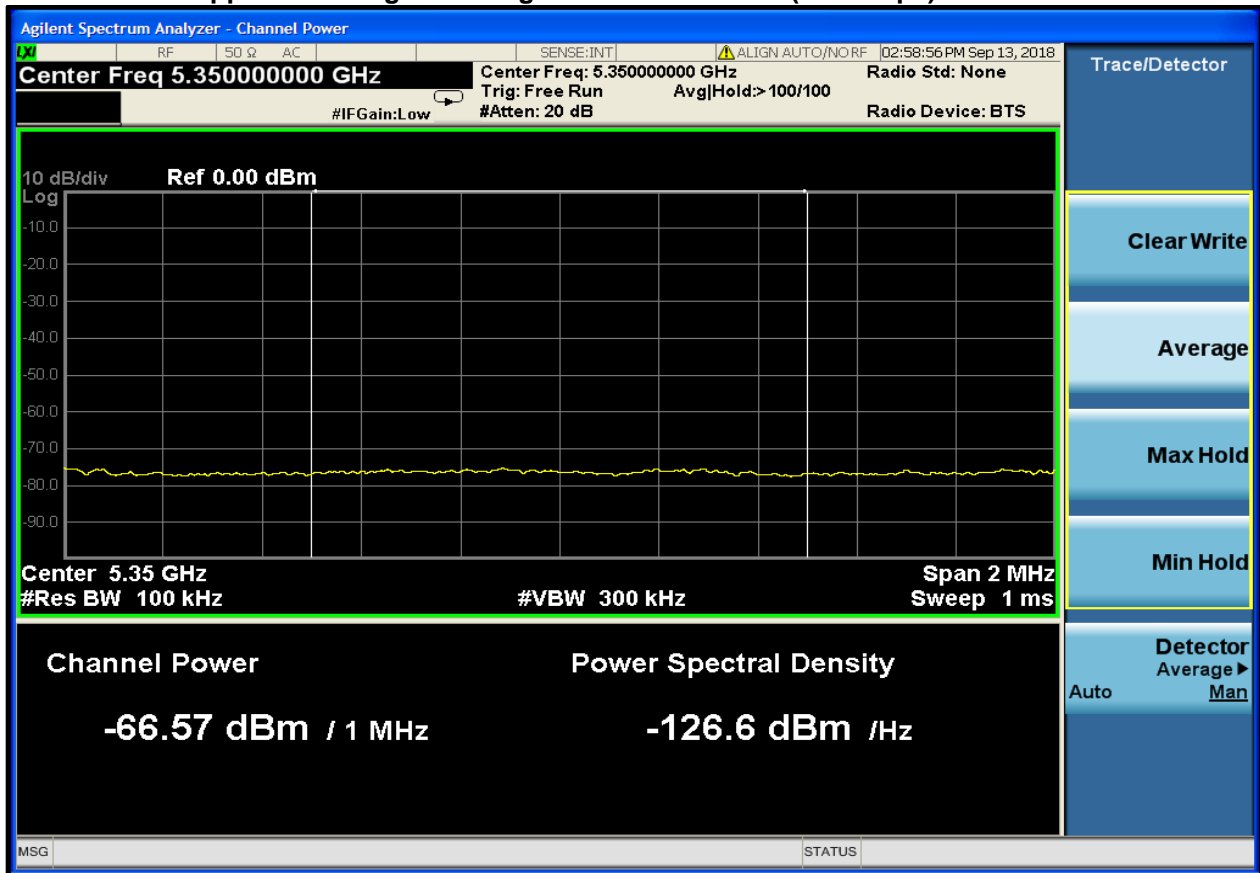 Agilent Spectrum Analyzer - Channel Power
LXI RF 50 Ω AC SENSE:INT ALIGN AUTO/NO RF 02:58:56 PM Sep 13, 2018
Center Freq 5.350000000 GHz
Center Freq: 5.350000000 GHz
Radio Std: None
Trig: Free Run Avg|Hold:>100/100
#IFGain:Low
#Atten: 20 dB
Radio Device: BTS
10 dB/div Ref 0.00 dBm
Log
-10.0
-20.0
-30.0
-40.0
-50.0
-60.0
-70.0
-80.0
-90.0
Center 5.35 GHz Span 2 MHz
#Res BW 100 kHz #VBW 300 kHz Sweep 1 ms
Channel Power Power Spectral Density
-66.57 dBm / 1 MHz -126.6 dBm /Hz
MSG STATUS
Trace/Detector
Clear Write
Average
Max Hold
Min Hold
Detector
Average
Auto Man